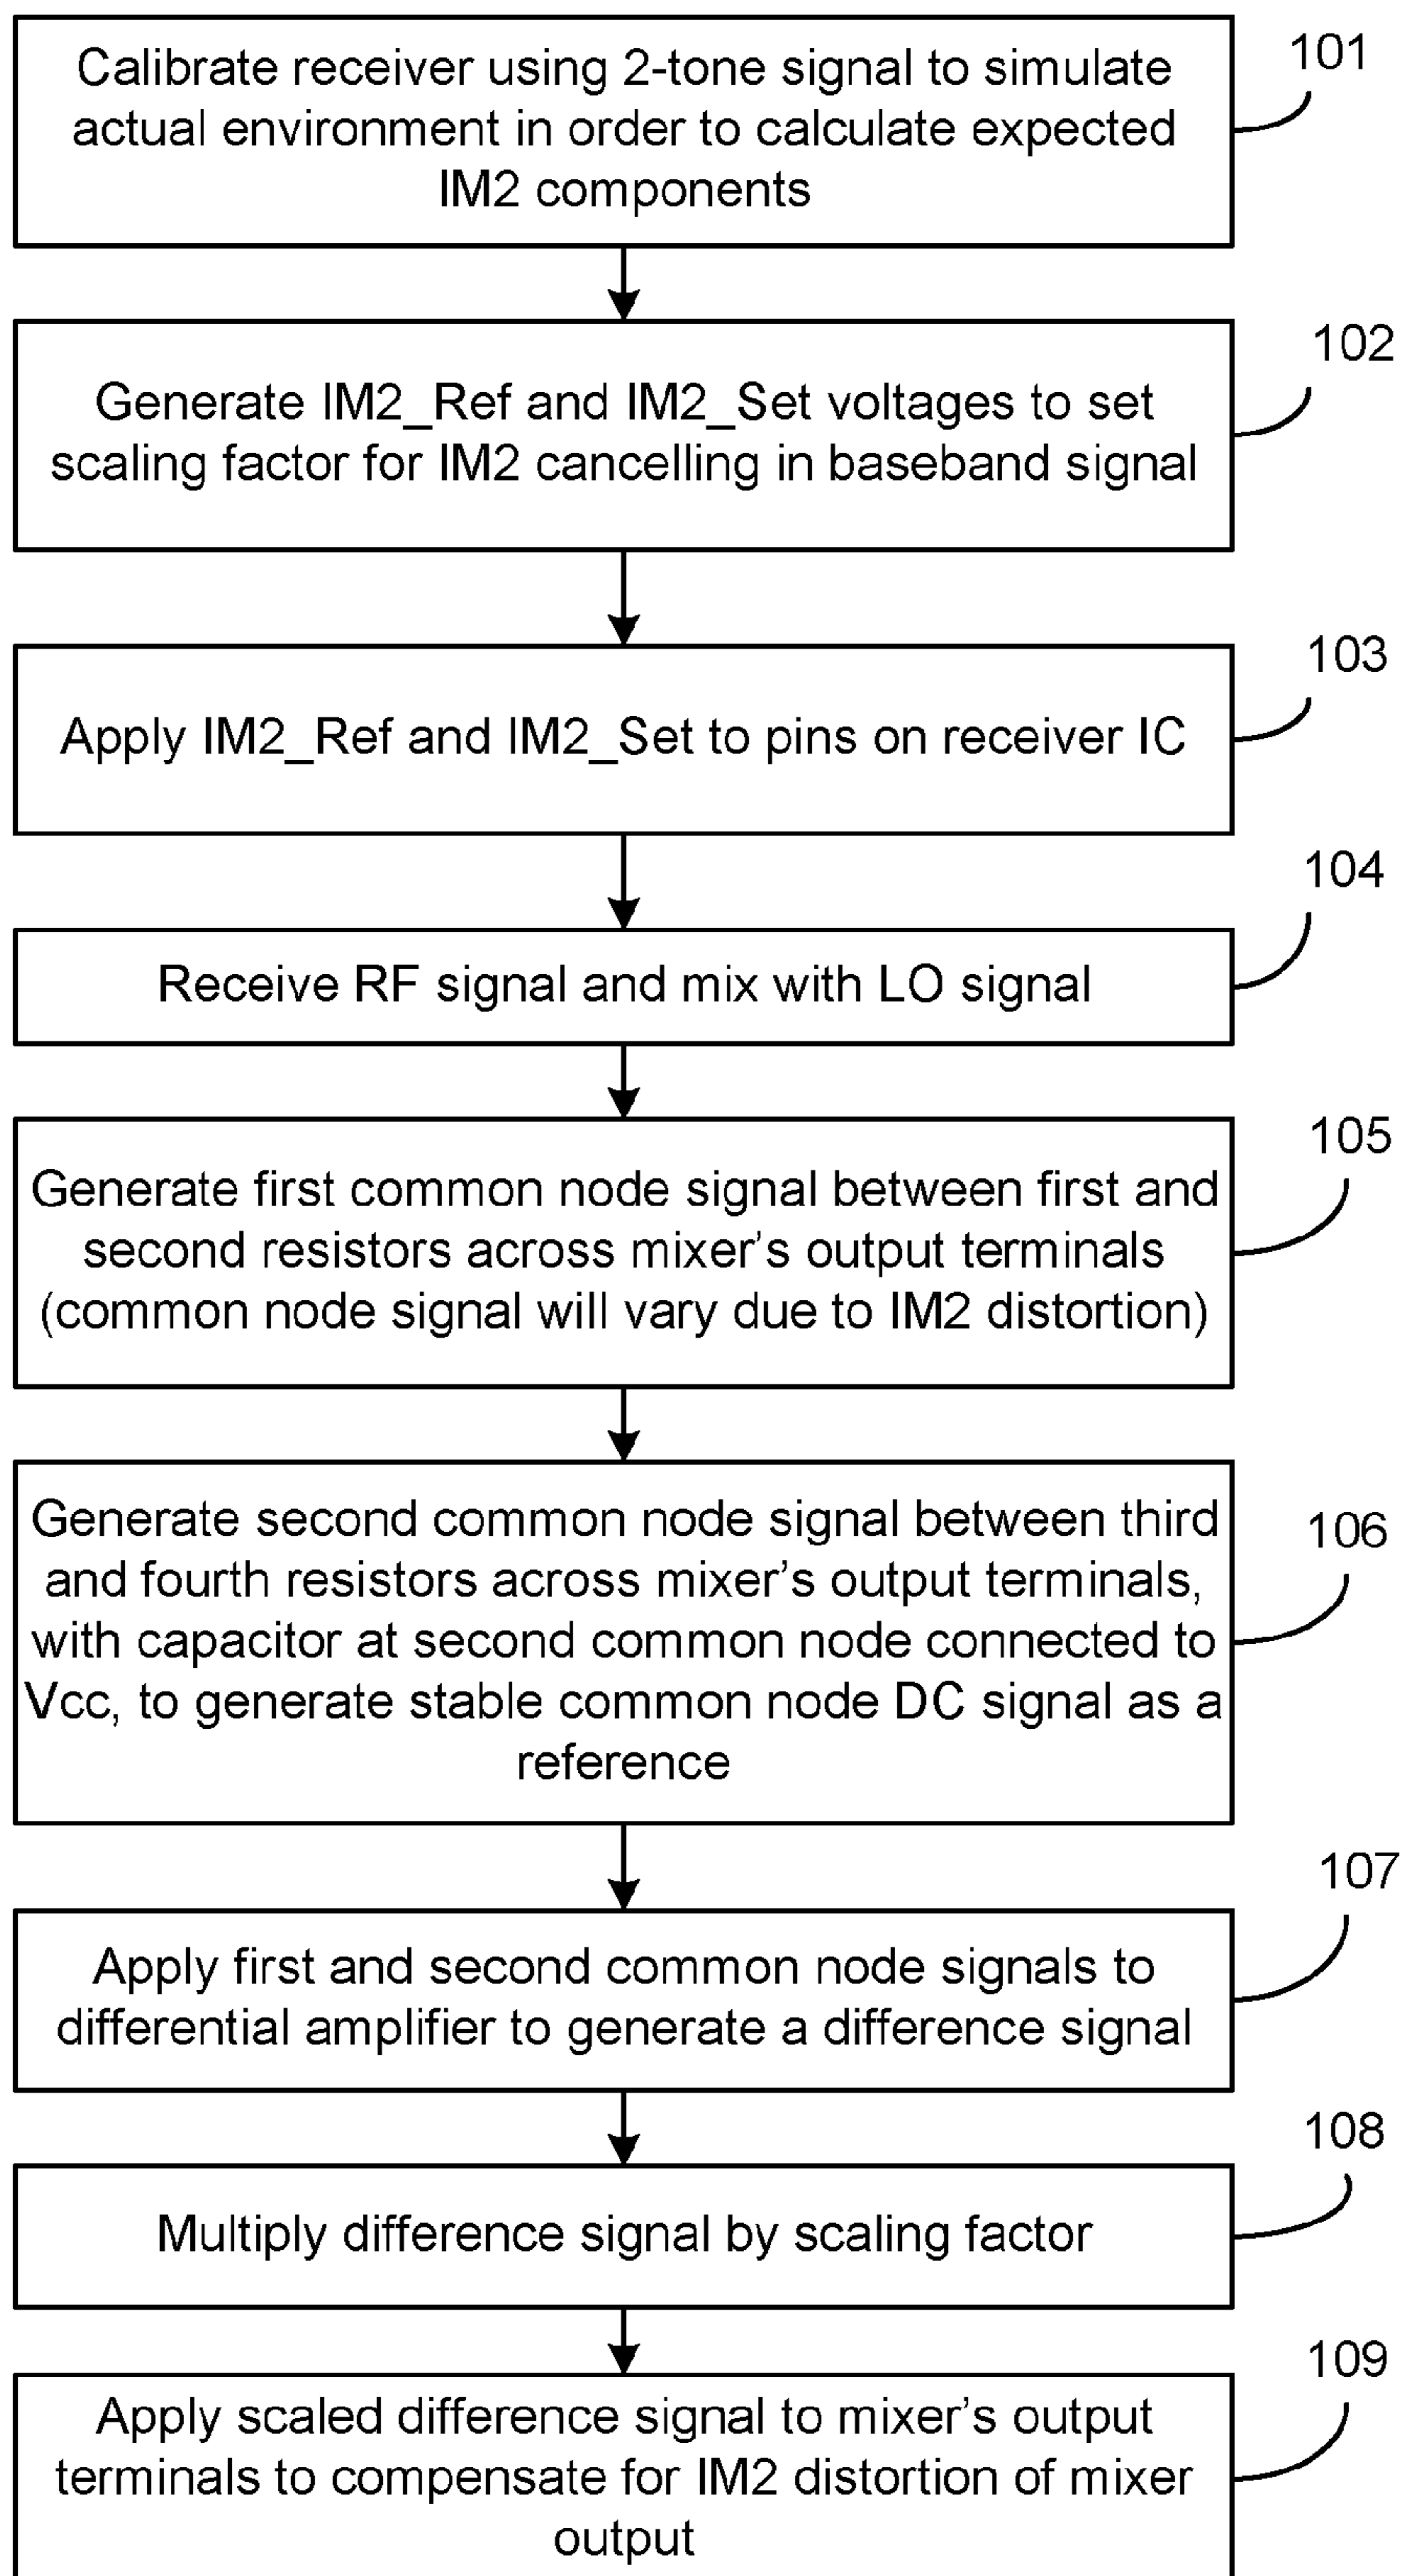 Calibrate receiver using 2-tone signal to simulate
actual environment in order to calculate expected
IM2 components
101
Generate IM2_Ref and IM2_Set voltages to set
scaling factor for IM2 cancelling in baseband signal
102
Apply IM2_Ref and IM2_Set to pins on receiver IC
103
Receive RF signal and mix with LO signal
104
Generate first common node signal between first and
second resistors across mixer’s output terminals
(common node signal will vary due to IM2 distortion)
105
Generate second common node signal between third
and fourth resistors across mixer’s output terminals,
with capacitor at second common node connected to
Vcc, to generate stable common node DC signal as a
reference
106
Apply first and second common node signals to
differential amplifier to generate a difference signal
107
Multiply difference signal by scaling factor
108
Apply scaled difference signal to mixer’s output
terminals to compensate for IM2 distortion of mixer
output
109